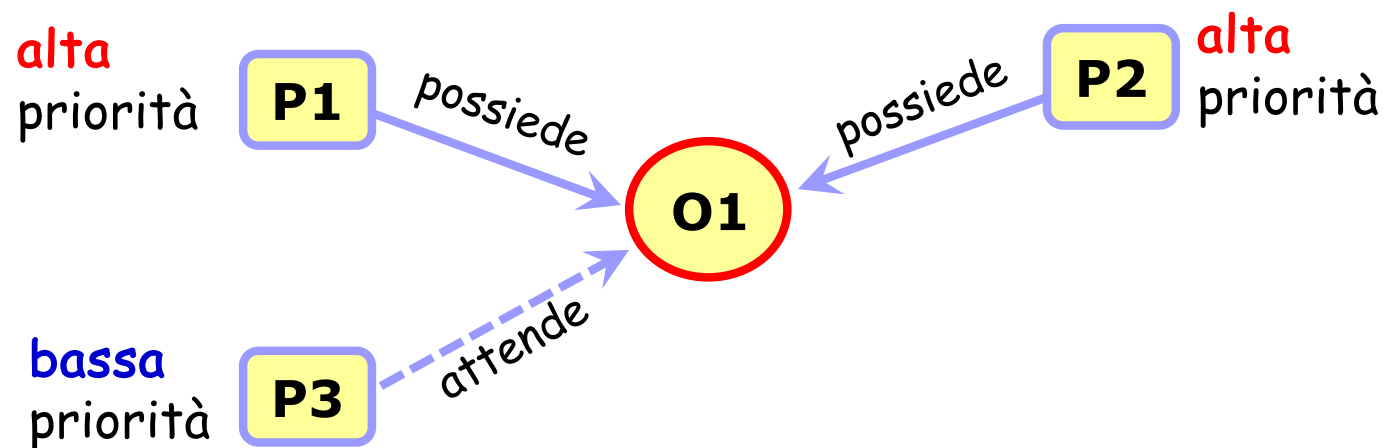 alta
priorità
P1
possiede
O1
possiede
P2
alta
priorità
bassa
priorità
P3
attende